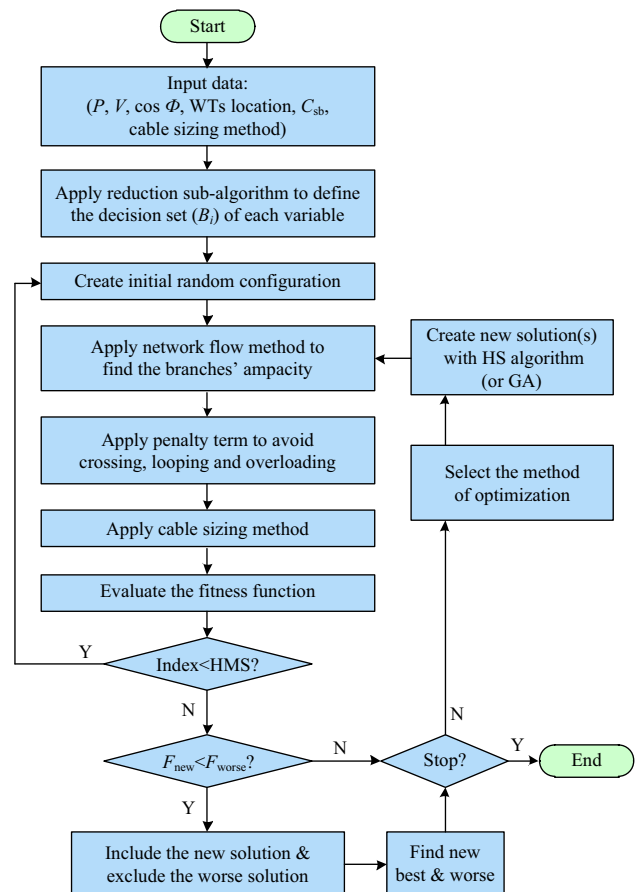 Start
Input data:
(P, V, cos Φ, WTs location, C_sb,
cable sizing method)
Apply reduction sub-algorithm to define
the decision set (B_i) of each variable
Create initial random configuration
Apply network flow method to
find the branches' ampacity
Create new solution(s)
with HS algorithm
(or GA)
Apply penalty term to avoid
crossing, looping and overloading
Select the method
of optimization
Apply cable sizing method
Evaluate the fitness function
Y
Index<HMS?
N
N
F_new<F_worse?
N
Stop?
Y
End
Y
Include the new solution &
exclude the worse solution
Find new
best & worse